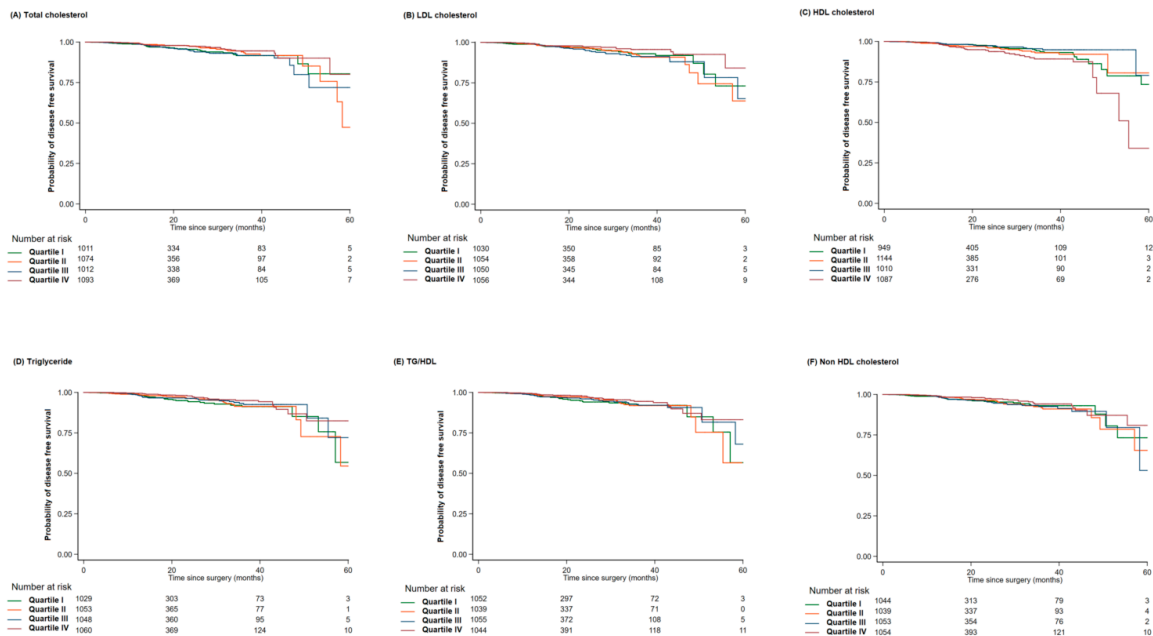 (A) Total cholesterol
Probability of disease free survival
1.00
0.75
0.50
0.25
0.00
0 20 40 60
Time since surgery (months)
Number at risk
Quartile I 1011 334 83 5
Quartile II 1074 356 97 2
Quartile III 1012 338 84 5
Quartile IV 1093 369 105 7
(B) LDL cholesterol
Probability of disease free survival
1.00
0.75
0.50
0.25
0.00
0 20 40 60
Time since surgery (months)
Number at risk
Quartile I 1030 350 85 3
Quartile II 1054 358 92 2
Quartile III 1050 345 84 5
Quartile IV 1056 344 108 9
(C) HDL cholesterol
Probability of disease free survival
1.00
0.75
0.50
0.25
0.00
0 20 40 60
Time since surgery (months)
Number at risk
Quartile I 949 405 109 12
Quartile II 1144 385 101 3
Quartile III 1010 331 90 2
Quartile IV 1087 276 69 2
(D) Triglyceride
Probability of disease free survival
1.00
0.75
0.50
0.25
0.00
0 20 40 60
Time since surgery (months)
Number at risk
Quartile I 1029 303 73 3
Quartile II 1053 365 77 1
Quartile III 1048 360 95 5
Quartile IV 1060 369 124 10
(E) TG/HDL
Probability of disease free survival
1.00
0.75
0.50
0.25
0.00
0 20 40 60
Time since surgery (months)
Number at risk
Quartile I 1052 297 72 3
Quartile II 1039 337 71 0
Quartile III 1055 372 108 5
Quartile IV 1044 391 118 11
(F) Non HDL cholesterol
Probability of disease free survival
1.00
0.75
0.50
0.25
0.00
0 20 40 60
Time since surgery (months)
Number at risk
Quartile I 1044 313 79 3
Quartile II 1039 337 93 4
Quartile III 1053 354 76 2
Quartile IV 1054 393 121 10